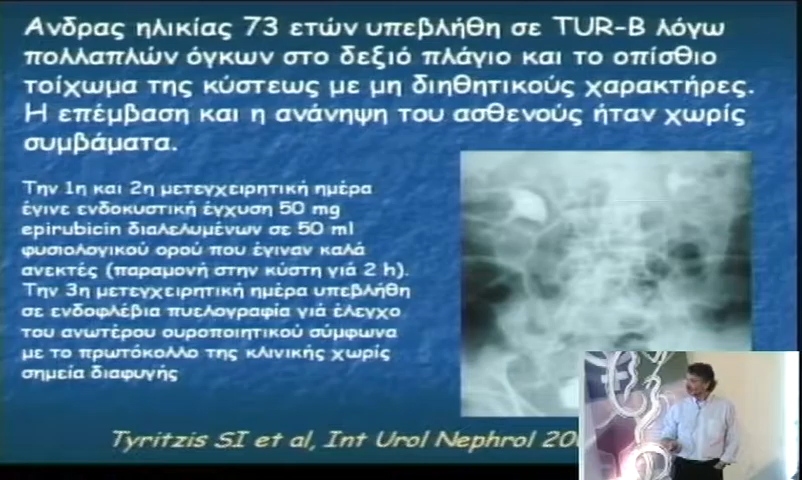 Ανδρας ηλικίας 73 ετών υπεβλήθη σε TUR-B λόγω
πολλαπλών όγκων στο δεξιό πλάγιο και το οπίσθιο
τοίχωμα της κύστεως με μη διηθητικούς χαρακτήρες.
Η επέμβαση και η ανάνηψη του ασθενούς ήταν χωρίς
συμβάματα.
Την 1η και 2η μετεγχειρητική ημέρα
έγινε ενδοκυστική έγχυση 50 mg
epirubicin διαλελυμένων σε 50 ml
φυσιολογικού ορού που έγιναν καλά
ανεκτές (παραμονή στην κύστη γιά 2 h).
Την 3η μετεγχειρητική ημέρα υπεβλήθη
σε ενδοφλέβια πυελογραφία γιά έλεγχο
του ανωτέρου ουροποιητικού σύμφωνα
με το πρωτόκολλο της κλινικής χωρίς
σημεία διαφυγής
Tyritzis S.I et al, Int Urol Nephrol